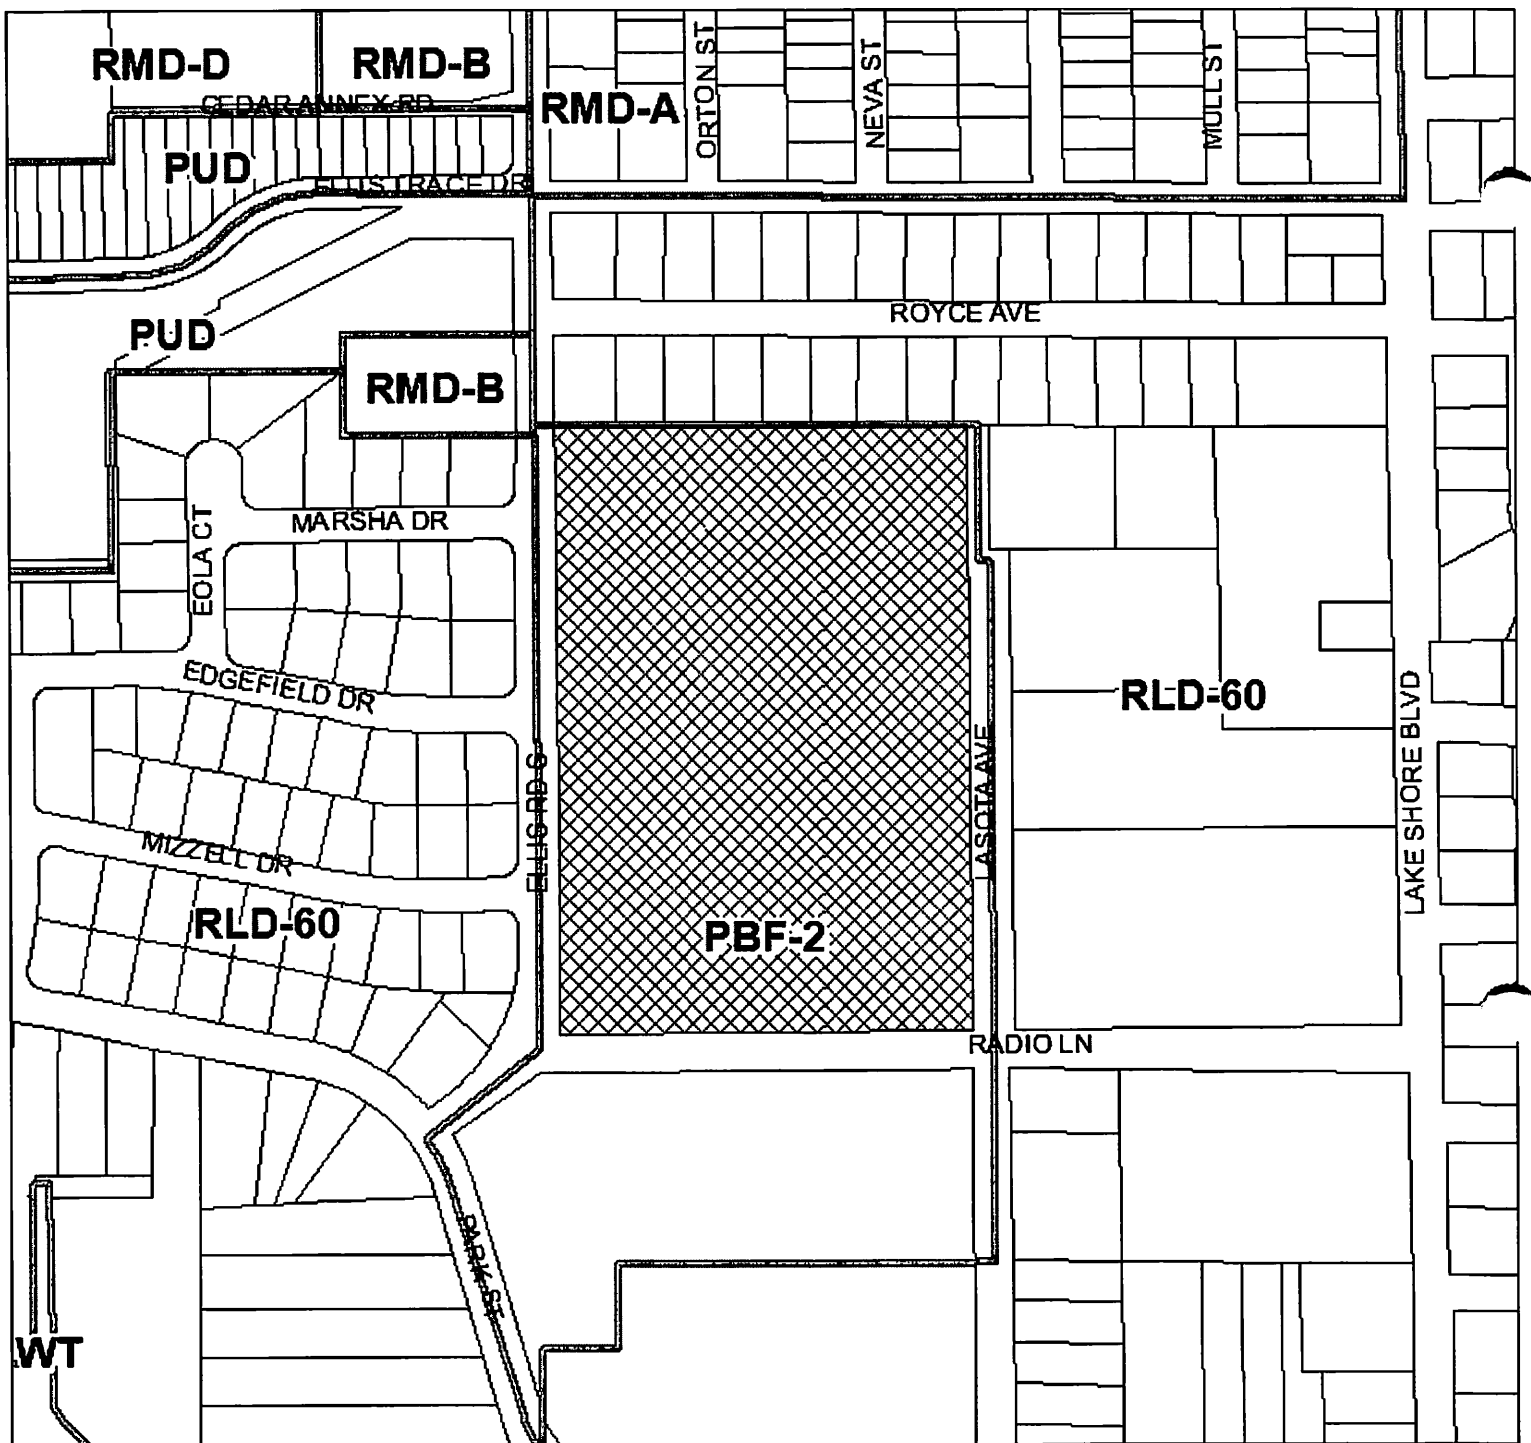 RMD-D
RMD-B
CEDAR ANNEX RD
RMD-A
ORTON ST
NEVA ST
MULL ST
PUD
ELLIS TRACE DR
ROYCE AVE
PUD
RMD-B
MARSHA DR
EOLA CT
EDGEFIELD DR
RLD-60
LAKE SHORE BLVD
ELLIS RD S
LASOTA AVE
MIZZELL DR
RLD-60
PBF-2
RADIO LN
PARK ST
WT